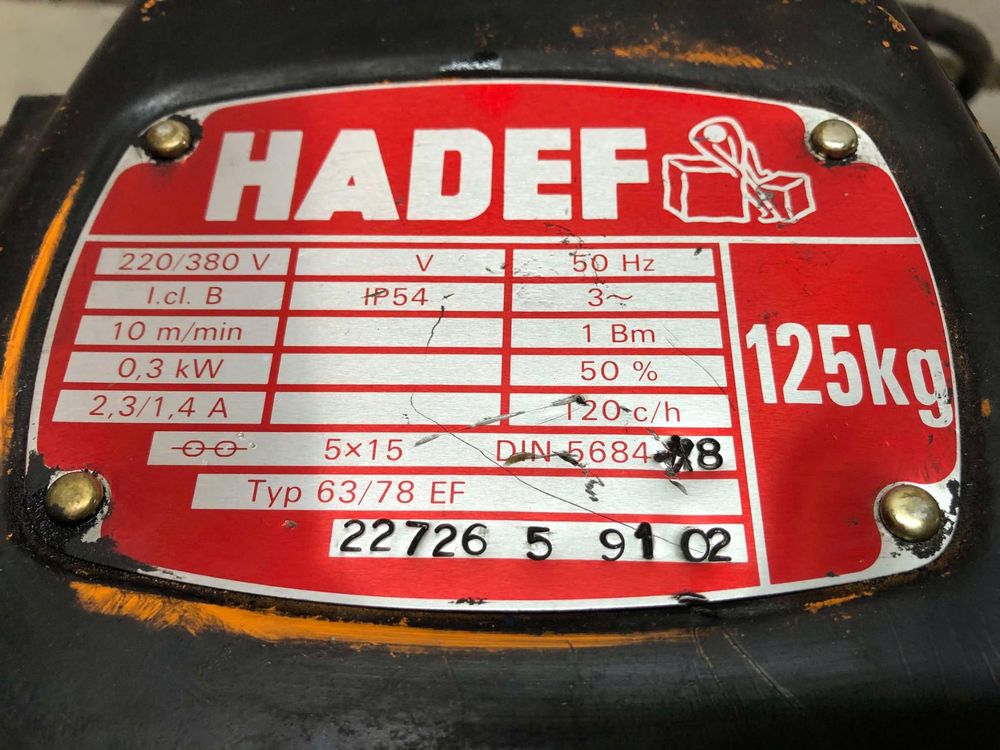 HADEF
220/380 V V 50 Hz
I.cl. B IP54 3~
10 m/min 1 Bm
0,3 kW 50 %
2,3/1,4 A 120 c/h
125kg
5×15 DIN 5684 8
Typ 63/78 EF
22726 5 91 02